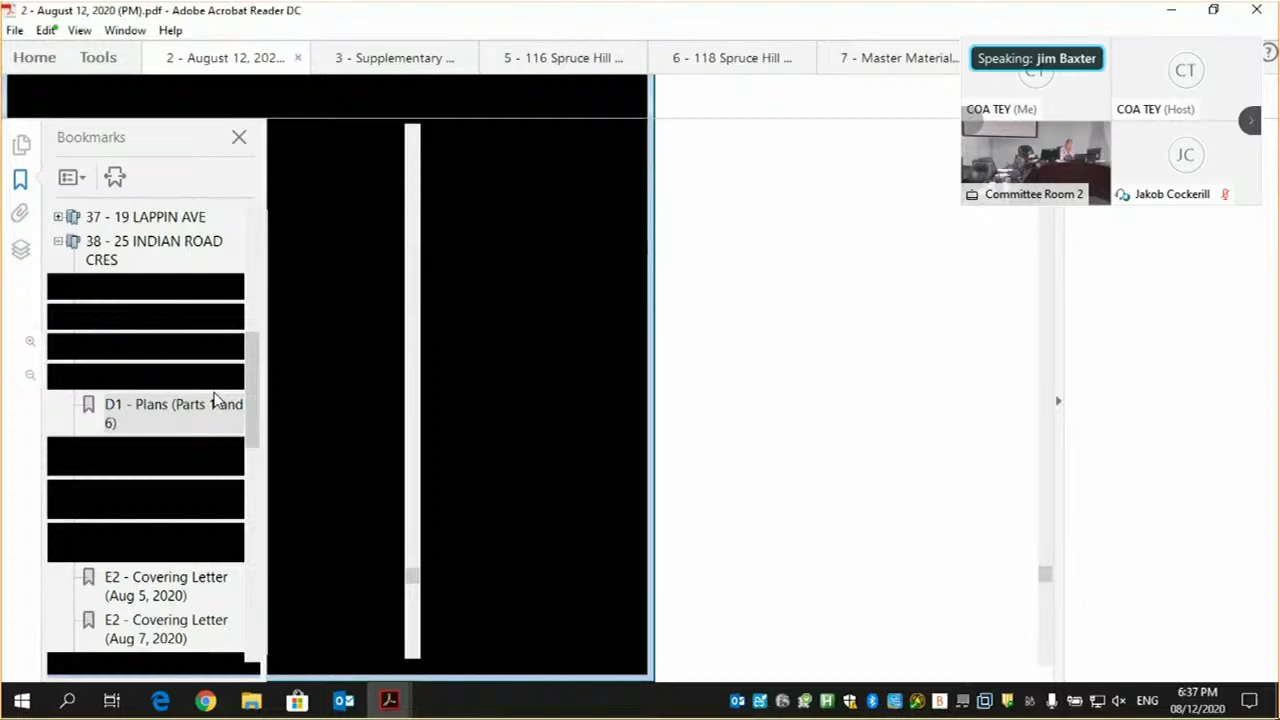 2 - August 12, 2020 (PM).pdf - Adobe Acrobat Reader DC
File Edit View Window Help
Home Tools 2 - August 12, 202... × 3 - Supplementary ... 5 - 116 Spruce Hill ... 6 - 118 Spruce Hill ... 7 - Master Material...
Speaking: jim Baxter
CT
COA TEY (Me)
COA TEY (Host)
Bookmarks
JC
Committee Room 2
Jakob Cockerill
37 - 19 LAPPIN AVE
38 - 25 INDIAN ROAD
CRES
D1 - Plans (Parts 1 and
6)
E2 - Covering Letter
(Aug 5, 2020)
E2 - Covering Letter
(Aug 7, 2020)
ENG
6:37 PM
08/12/2020